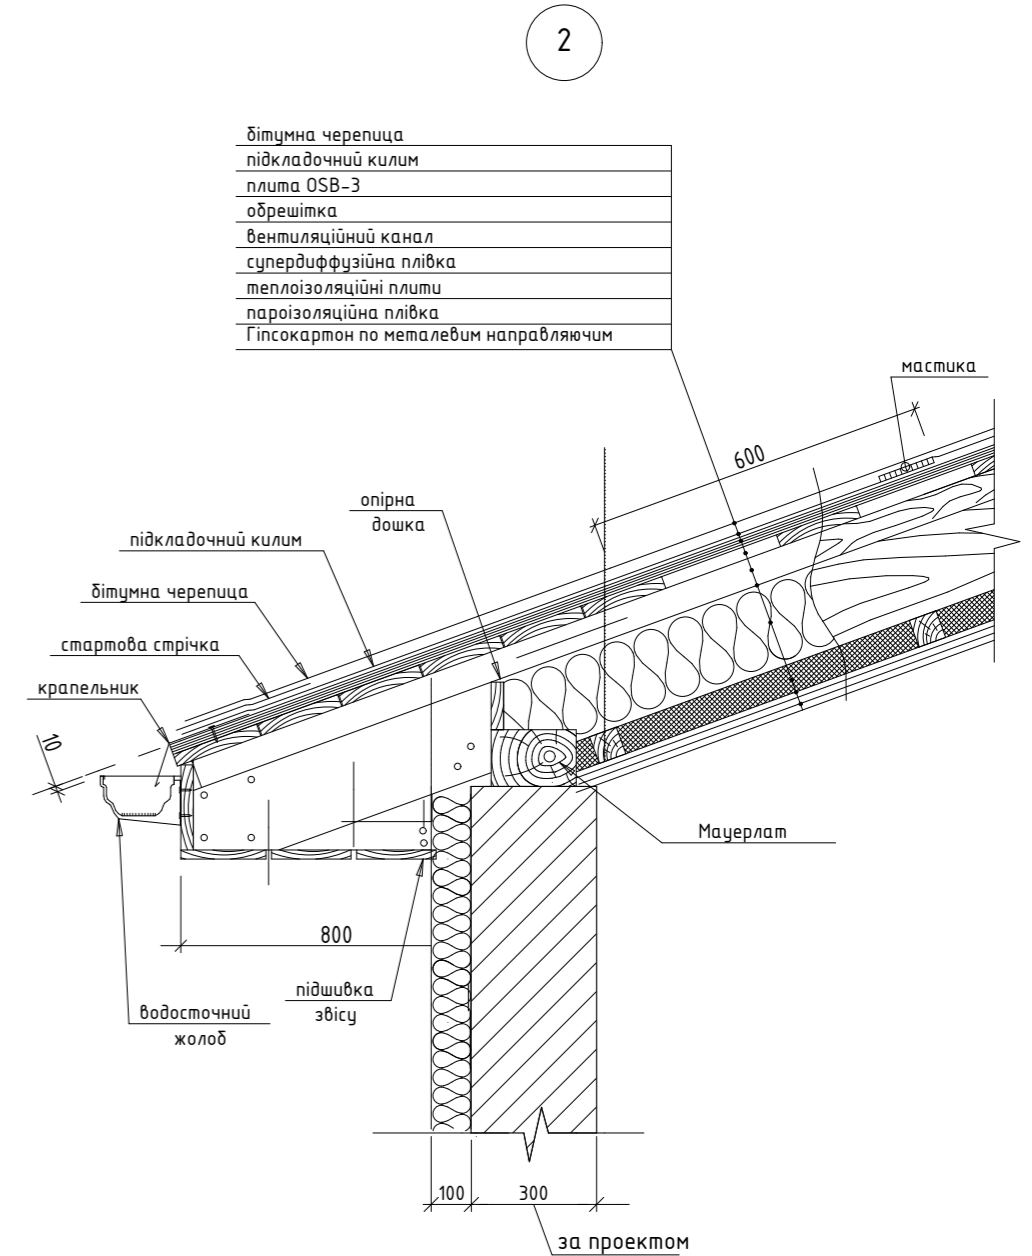 2
бітумна черепица
підкладочний килим
плита OSB-3
обрешітка
вентиляційний канал
супердиффузійна плівка
теплоізоляційні плити
пароізоляційна плівка
Гіпсокартон по металевим направляючим
мастика
600
опірна
дошка
підкладочний килим
бітумна черепица
стартова стрічка
крапельник
10
Мауерлат
800
підшивка
звісу
водосточний
жолоб
100
300
за проектом